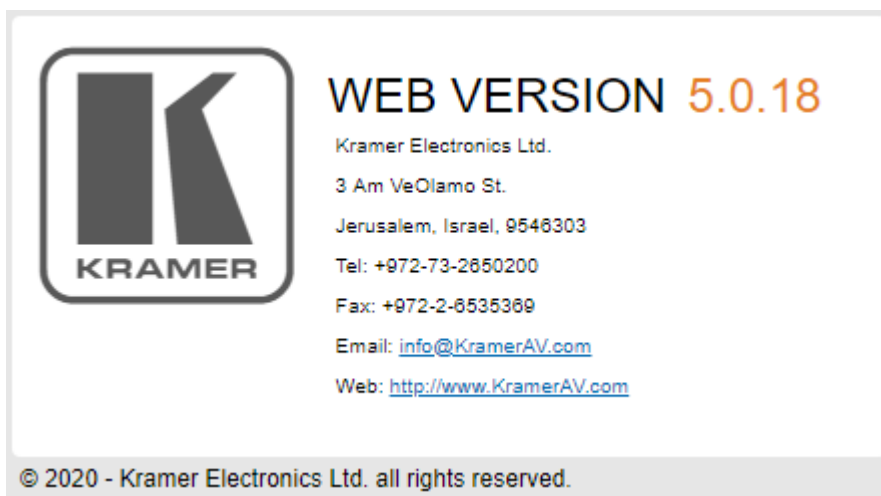 KRAMER
WEB VERSION 5.0.18
Kramer Electronics Ltd.
3 Am VeOlamo St.
Jerusalem, Israel, 9546303
Tel: +972-73-2650200
Fax: +972-2-6535369
Email: info@KramerAV.com
Web: http://www.KramerAV.com
© 2020 - Kramer Electronics Ltd. all rights reserved.